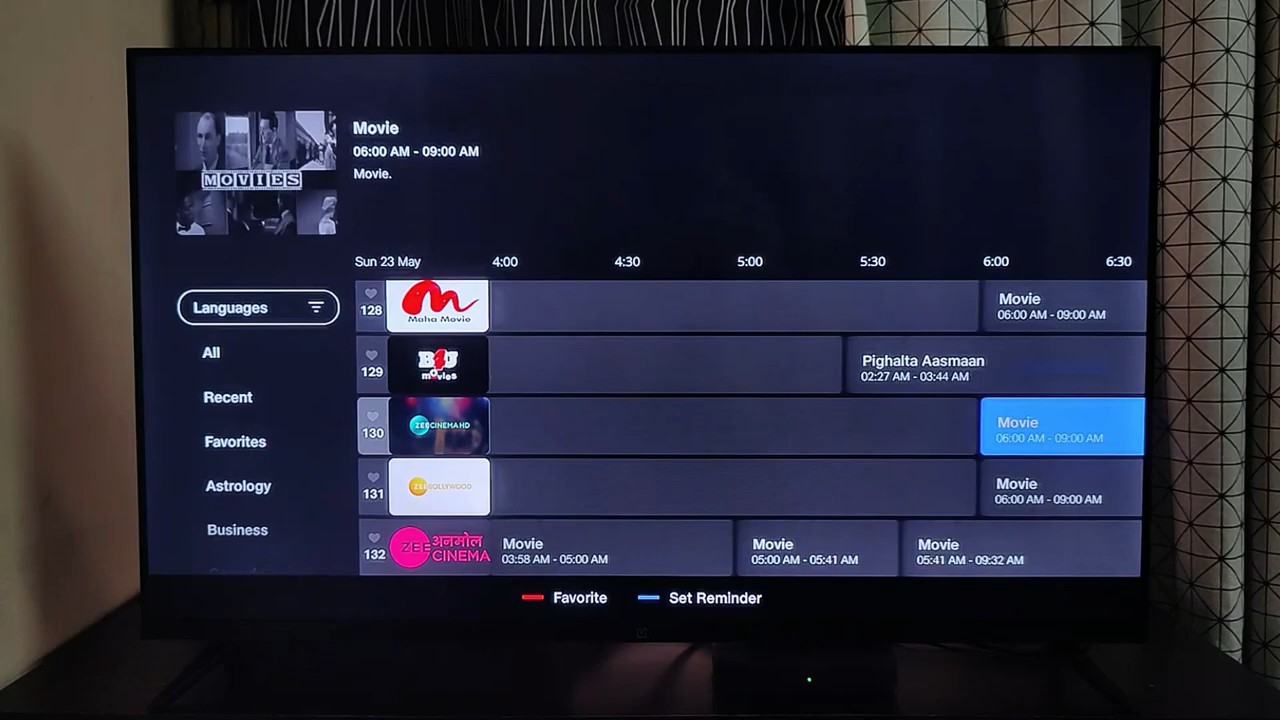 MOVIES
Movie
06:00 AM - 09:00 AM
Movie.
Sun 23 May 4:00 4:30 5:00 5:30 6:00 6:30
Languages
All
Recent
Favorites
Astrology
Business
128 Maha Movie Movie
06:00 AM - 09:00 AM
129 B4U movies Pighalta Aasmaan
02:27 AM - 03:44 AM
130 ZEE CINEMA HD Movie
06:00 AM - 09:00 AM
131 ZEE BOLLYWOOD Movie
06:00 AM - 09:00 AM
132 ZEE अनमोल CINEMA Movie Movie Movie
03:58 AM - 05:00 AM 05:00 AM - 05:41 AM 05:41 AM - 09:32 AM
Favorite Set Reminder